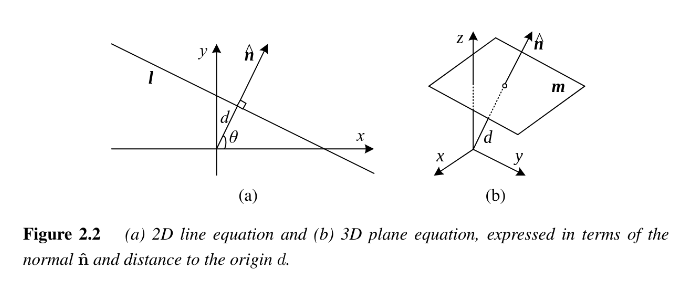 y n̂ z n̂
l m
d
θ x d
x y
(a) (b)
Figure 2.2 (a) 2D line equation and (b) 3D plane equation, expressed in terms of the
normal n̂ and distance to the origin d.